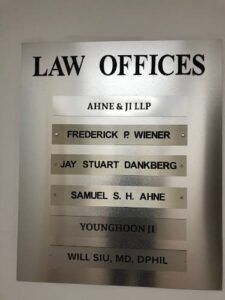 LAW OFFICES
AHNE & JI LLP
FREDERICK P. WIENER
JAY STUART DANKBERG
SAMUEL S. H. AHNE
YOUNGHOON JI
WILL SIU, MD, DPHIL